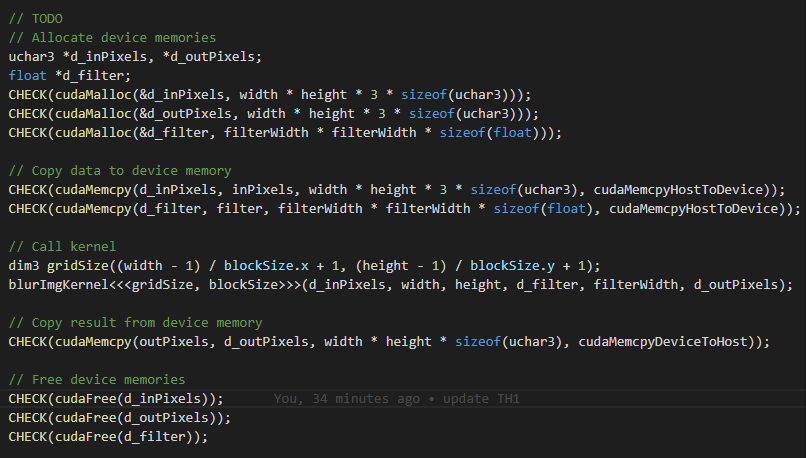 // TODO
// Allocate device memories
uchar3 *d_inPixels, *d_outPixels;
float *d_filter;
CHECK(cudaMalloc(&d_inPixels, width * height * 3 * sizeof(uchar3)));
CHECK(cudaMalloc(&d_outPixels, width * height * 3 * sizeof(uchar3)));
CHECK(cudaMalloc(&d_filter, filterWidth * filterWidth * sizeof(float)));
// Copy data to device memory
CHECK(cudaMemcpy(d_inPixels, inPixels, width * height * 3 * sizeof(uchar3), cudaMemcpyHostToDevice));
CHECK(cudaMemcpy(d_filter, filter, filterWidth * filterWidth * sizeof(float), cudaMemcpyHostToDevice));
// Call kernel
dim3 gridSize((width - 1) / blockSize.x + 1, (height - 1) / blockSize.y + 1);
blurImgKernel<<<gridSize, blockSize>>>(d_inPixels, width, height, d_filter, filterWidth, d_outPixels);
// Copy result from device memory
CHECK(cudaMemcpy(outPixels, d_outPixels, width * height * sizeof(uchar3), cudaMemcpyDeviceToHost));
// Free device memories
CHECK(cudaFree(d_inPixels)); You, 34 minutes ago • update TH1
CHECK(cudaFree(d_outPixels));
CHECK(cudaFree(d_filter));